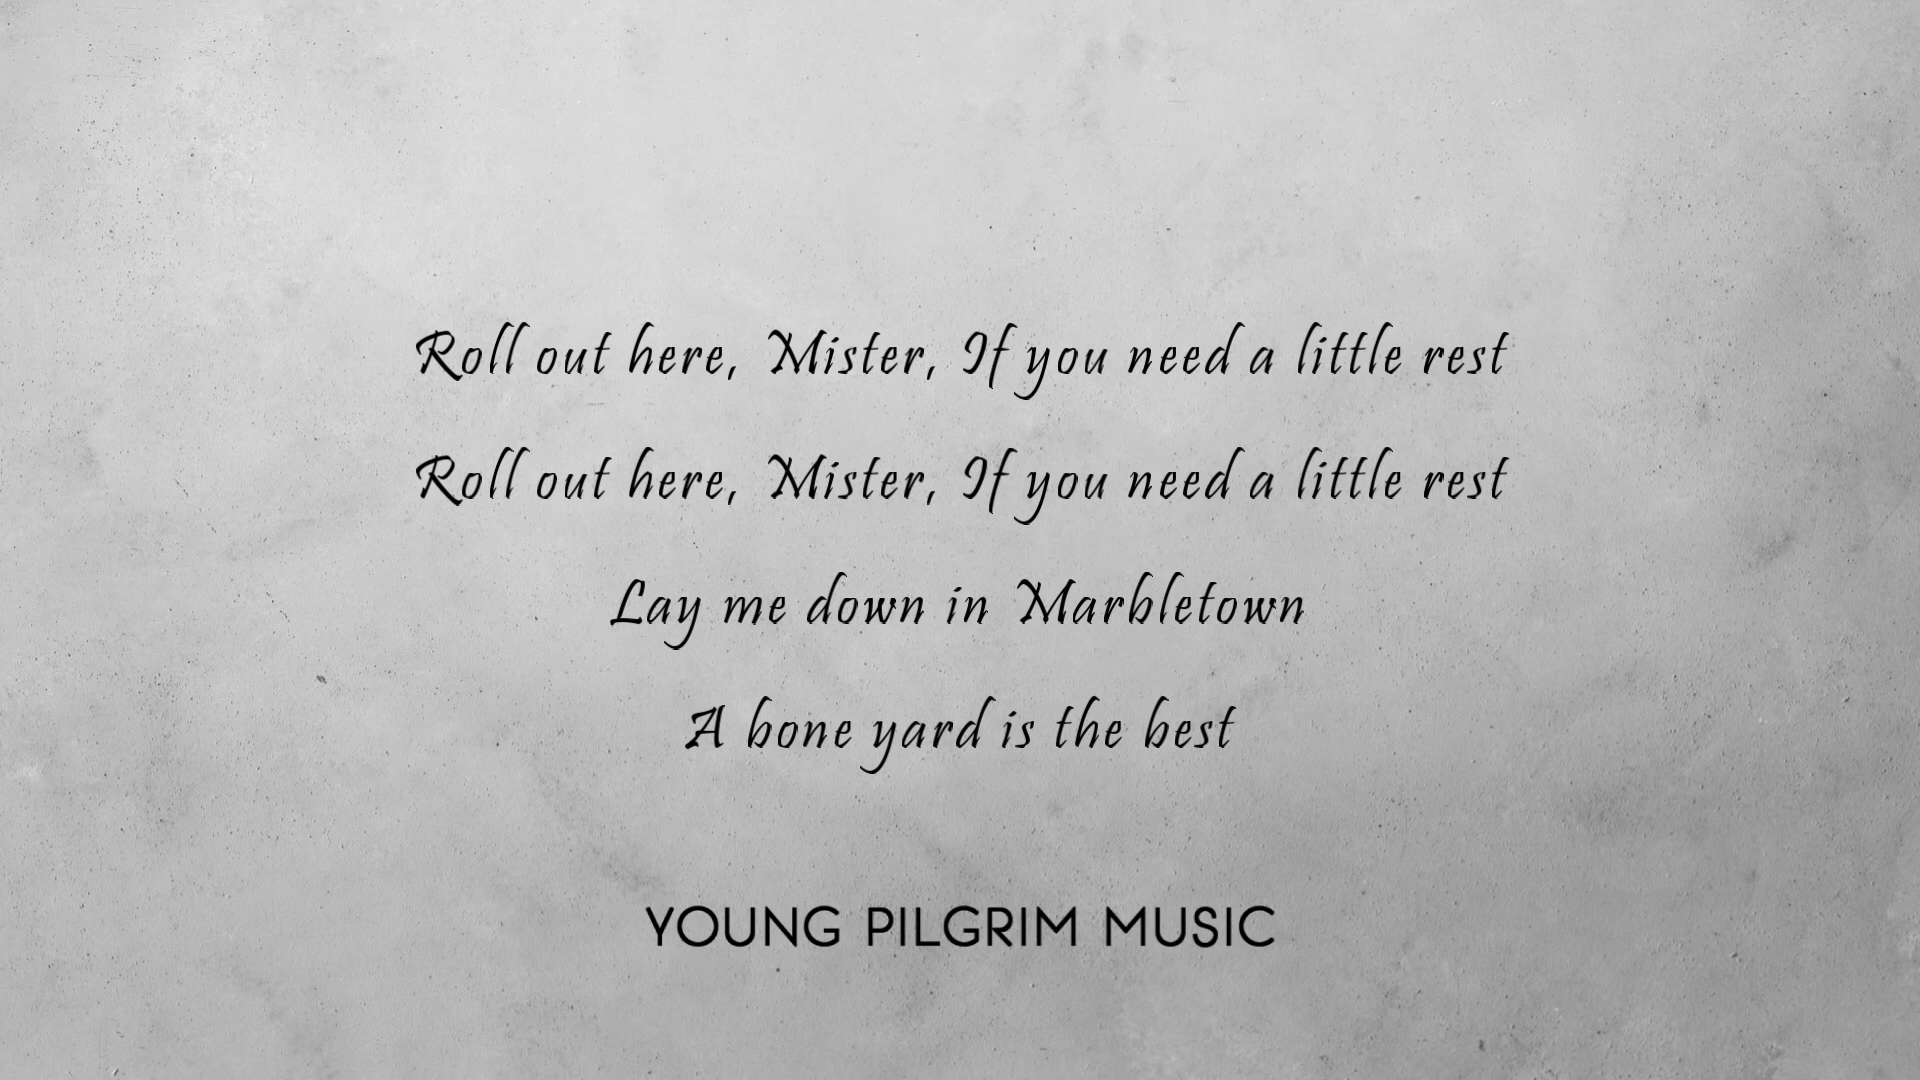 Roll out here, Mister, If you need a little rest
Roll out here, Mister, If you need a little rest
Lay me down in Marbletown
A bone yard is the best
YOUNG PILGRIM MUSIC